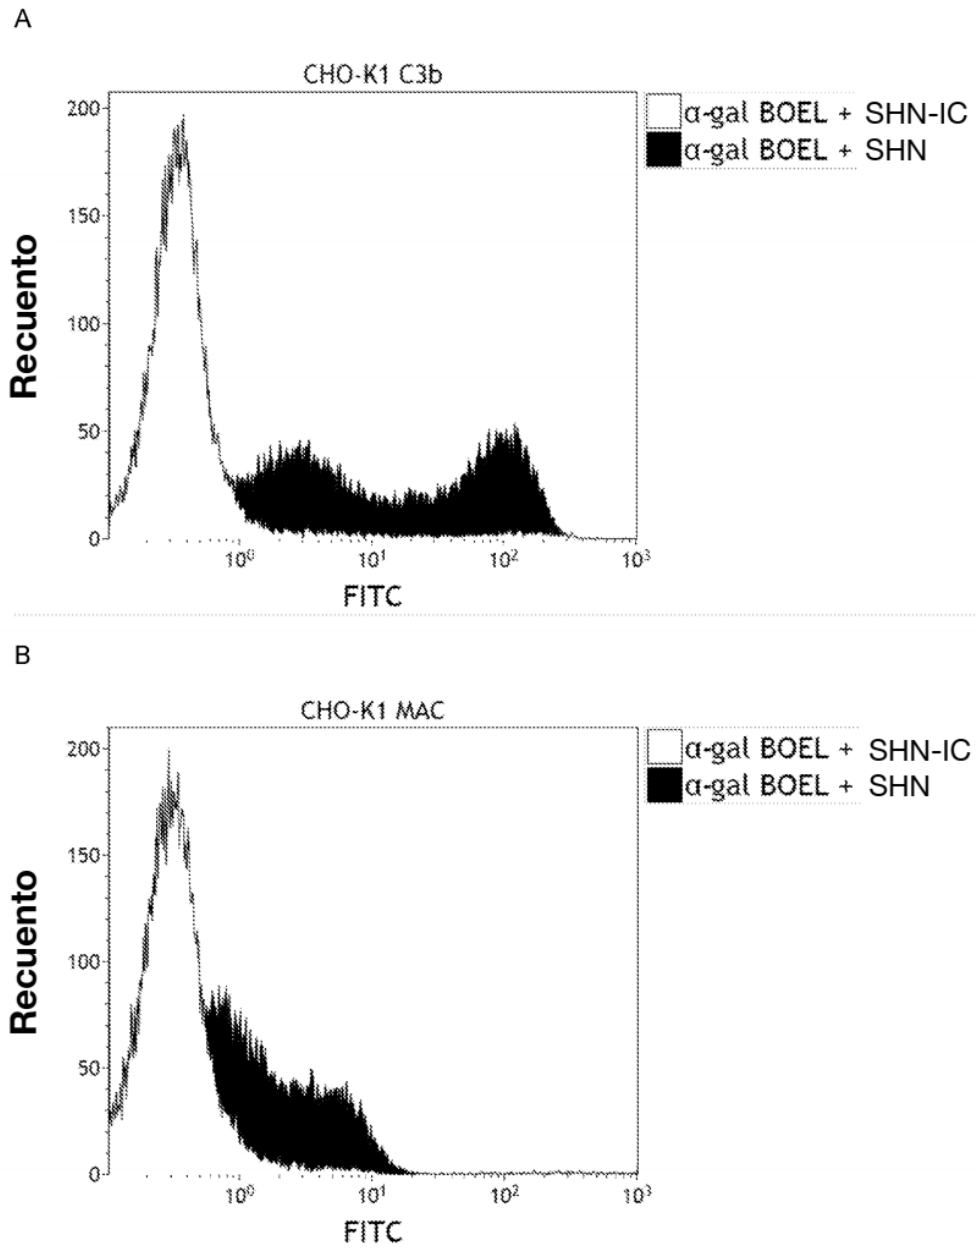 A
CHO-K1 C3b
α-gal BOEL + SHN-IC
α-gal BOEL + SHN
200
150
100
50
0
Recuento
10⁰ 10¹ 10² 10³
FITC
B
CHO-K1 MAC
α-gal BOEL + SHN-IC
α-gal BOEL + SHN
200
150
100
50
0
Recuento
10⁰ 10¹ 10² 10³
FITC